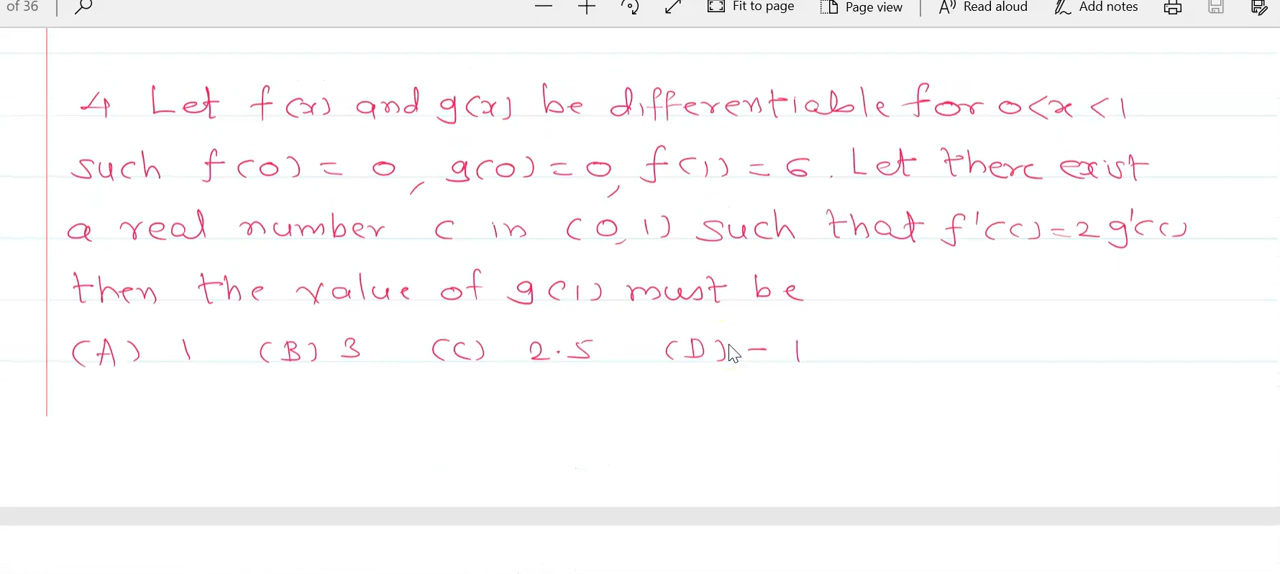 of 36 Fit to page Page view Read aloud Add notes
4 Let f(x) and g(x) be differentiable for 0<x<1
such f(0) = 0, g(0) = 0, f(1) = 6. Let there exist
a real number c in (0,1) such that f'(c)=2g'(c)
then the value of g(1) must be
(A) 1 (B) 3 (C) 2.5 (D) -1